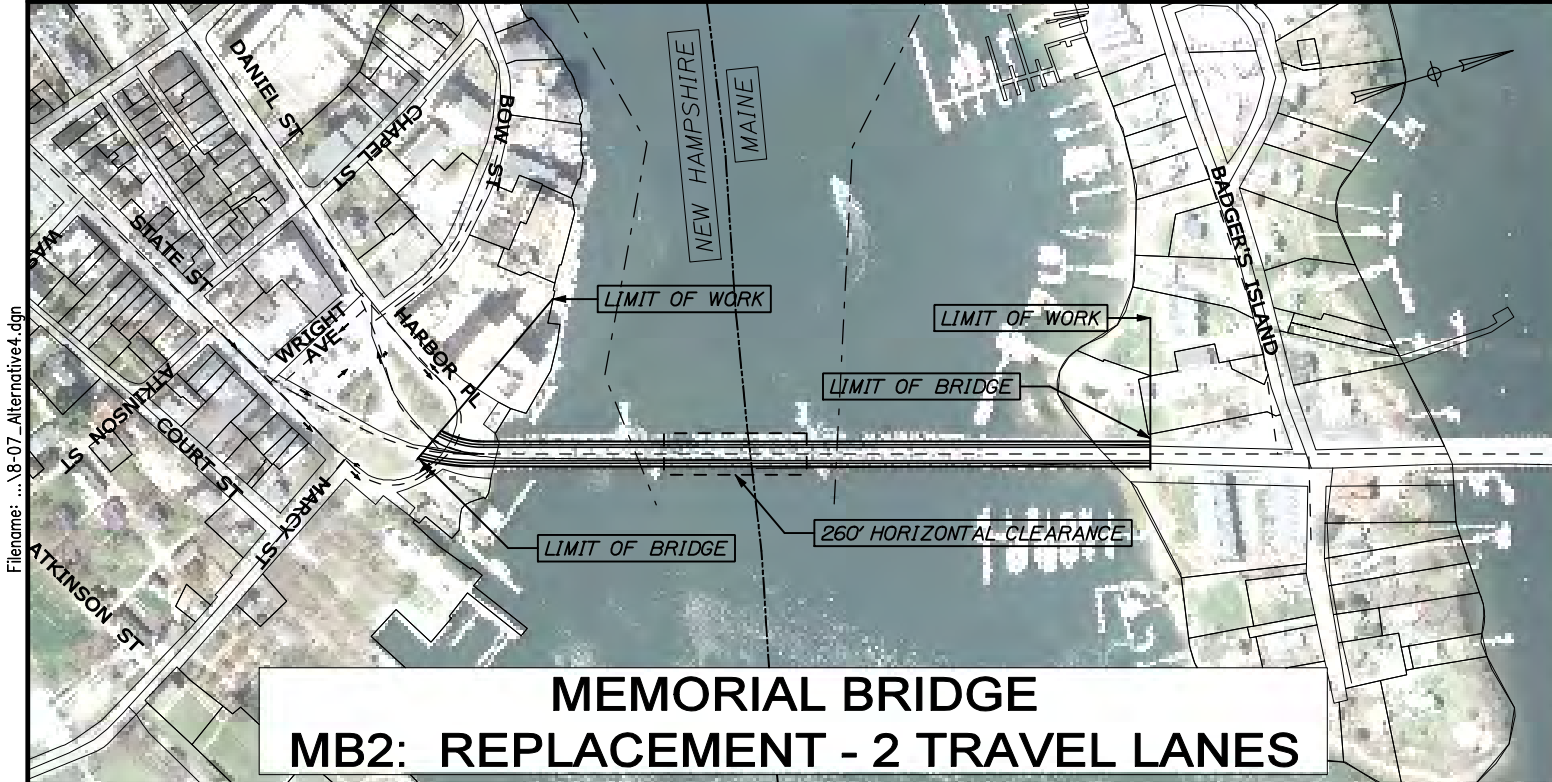 Filename: ...\8-07_Alternative4.dgn
DANIEL ST
CHAPEL ST
BOW ST
NEW HAMPSHIRE
MAINE
STATE ST
WAS
WRIGHT
AVE
HARBOR PL
LIMIT OF WORK
LIMIT OF WORK
LIMIT OF BRIDGE
BADGER'S ISLAND
ATKINSON ST
COURT ST
MARCY ST
ATKINSON ST
LIMIT OF BRIDGE
260' HORIZONTAL CLEARANCE
MEMORIAL BRIDGE
MB2: REPLACEMENT - 2 TRAVEL LANES